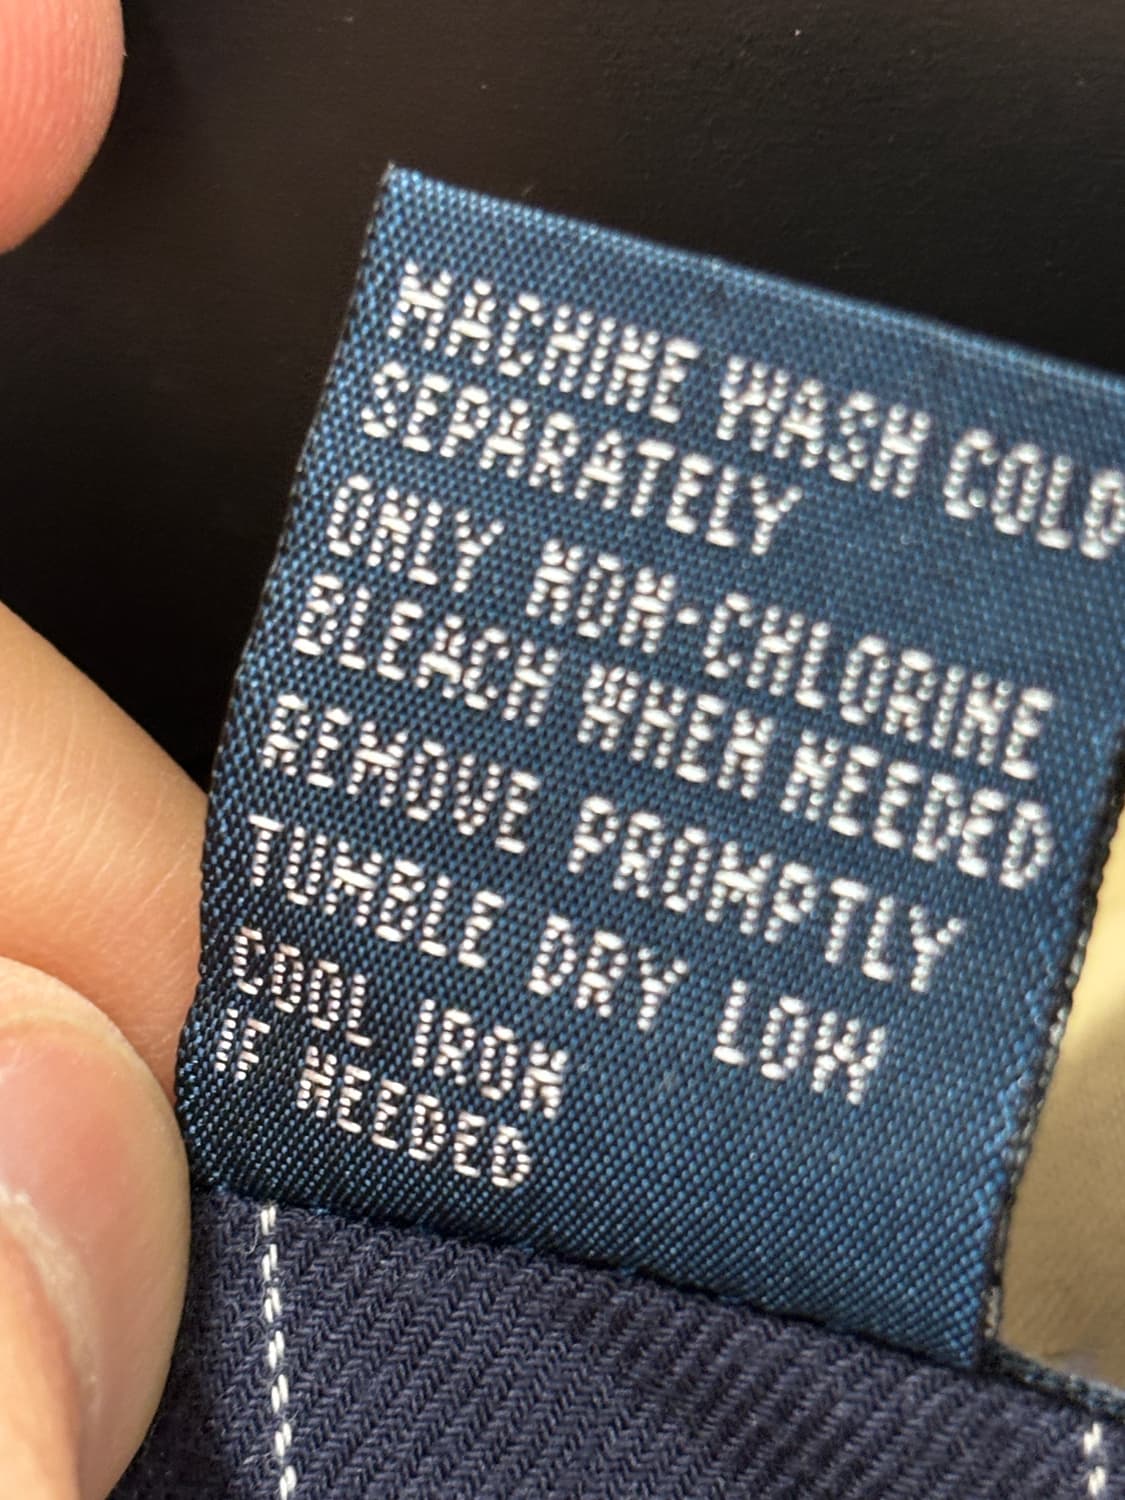 MACHINE WASH COLD
SEPARATELY
ONLY NON-CHLORINE
BLEACH WHEN NEEDED
REMOVE PROMPTLY
TUMBLE DRY LOW
COOL IRON
IF NEEDED